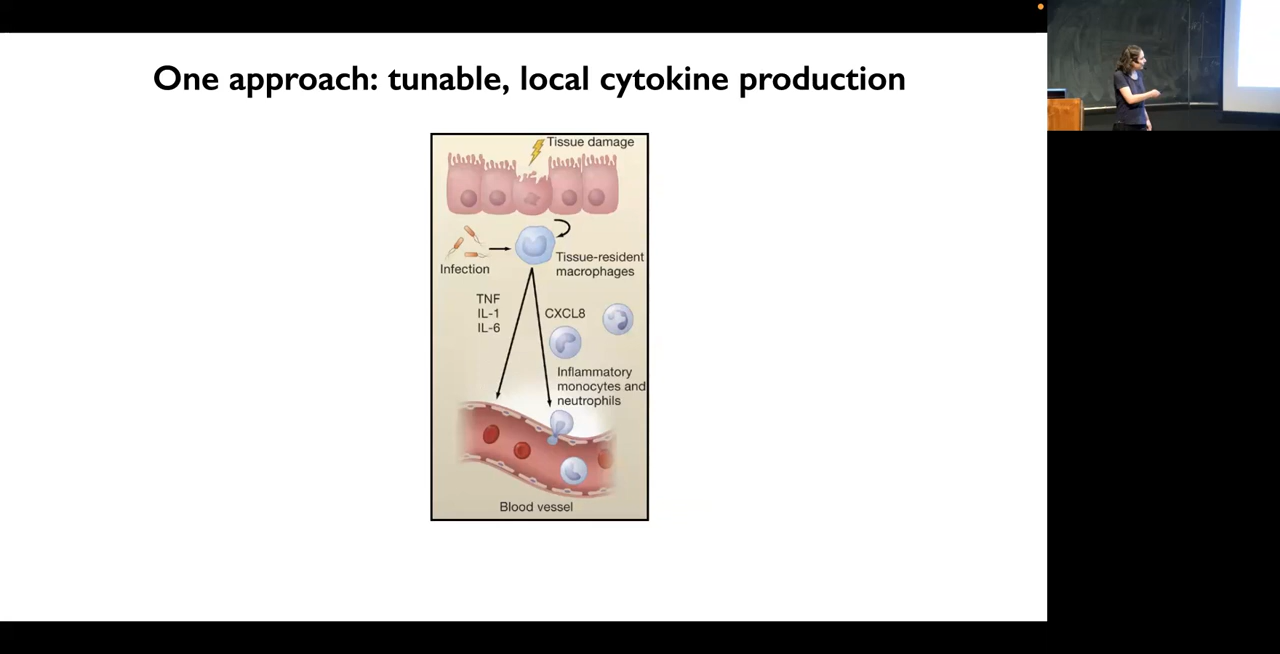 One approach: tunable, local cytokine production
Tissue damage
Infection
Tissue-resident
macrophages
TNF
IL-1
IL-6
CXCL8
Inflammatory
monocytes and
neutrophils
Blood vessel